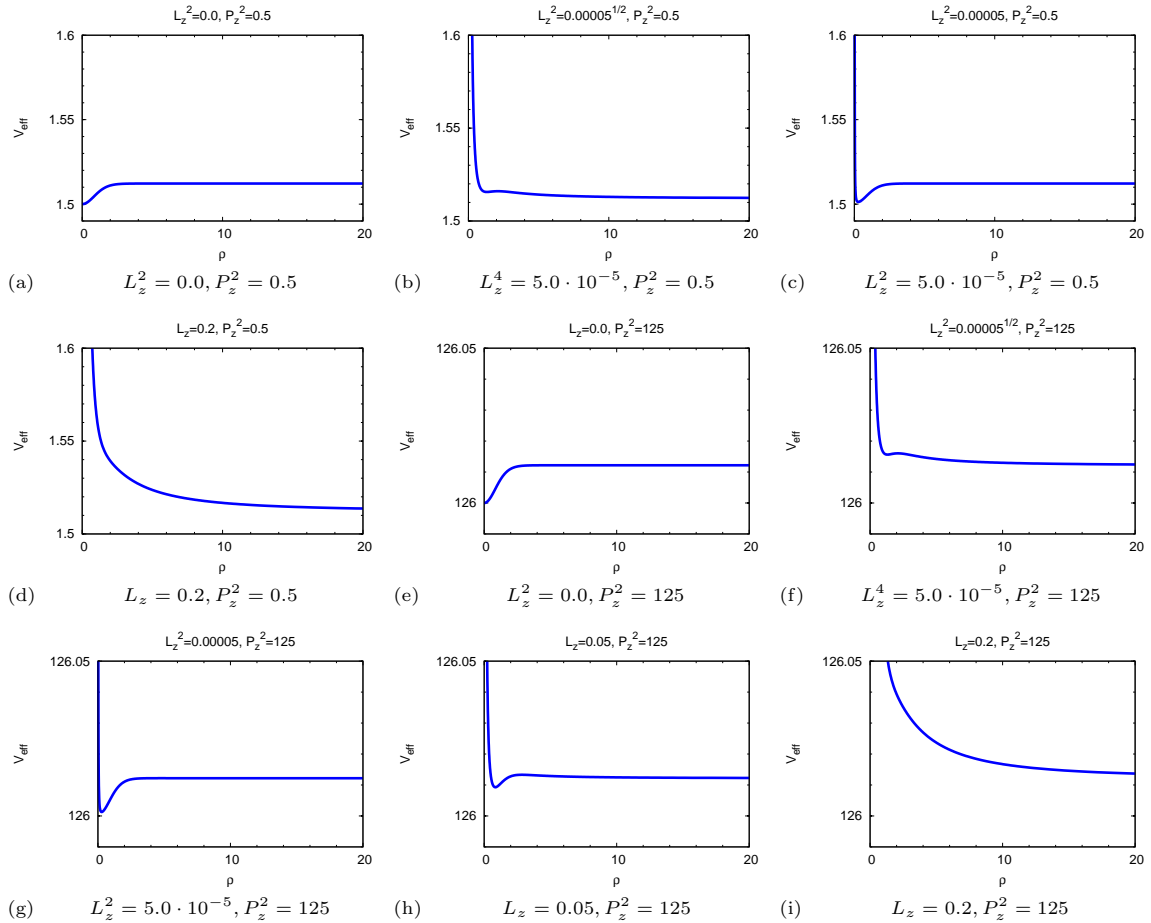 L_z^2=0.0, P_z^2=0.5
1.6
1.55
1.5
V_eff
0 10 20
ρ
(a) L_z^2 = 0.0, P_z^2 = 0.5
L_z^2=0.00005^{1/2}, P_z^2=0.5
1.6
1.55
1.5
V_eff
0 10 20
ρ
(b) L_z^4 = 5.0 · 10^{−5}, P_z^2 = 0.5
L_z^2=0.00005, P_z^2=0.5
1.6
1.55
1.5
V_eff
0 10 20
ρ
(c) L_z^2 = 5.0 · 10^{−5}, P_z^2 = 0.5
L_z=0.2, P_z^2=0.5
1.6
1.55
1.5
V_eff
0 10 20
ρ
(d) L_z = 0.2, P_z^2 = 0.5
L_z=0.0, P_z^2=125
126.05
126
V_eff
0 10 20
ρ
(e) L_z^2 = 0.0, P_z^2 = 125
L_z^2=0.00005^{1/2}, P_z^2=125
126.05
126
V_eff
0 10 20
ρ
(f) L_z^4 = 5.0 · 10^{−5}, P_z^2 = 125
L_z^2=0.00005, P_z^2=125
126.05
126
V_eff
0 10 20
ρ
(g) L_z^2 = 5.0 · 10^{−5}, P_z^2 = 125
L_z=0.05, P_z^2=125
126.05
126
V_eff
0 10 20
ρ
(h) L_z = 0.05, P_z^2 = 125
L_z=0.2, P_z^2=125
126.05
126
V_eff
0 10 20
ρ
(i) L_z = 0.2, P_z^2 = 125